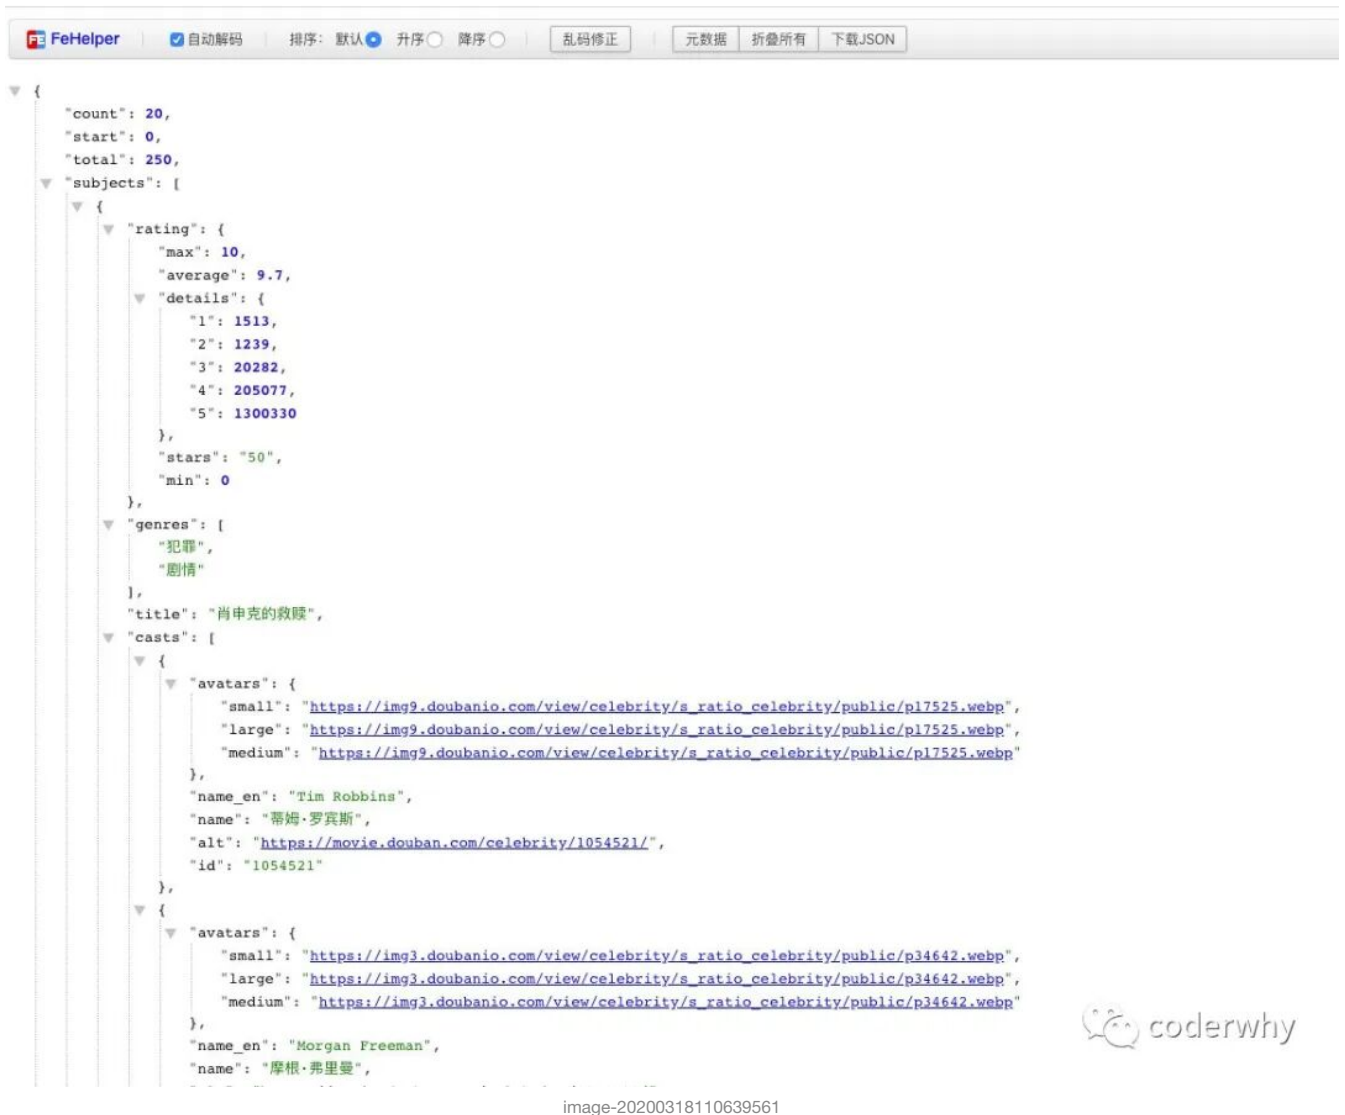 FeHelper 自动解码 排序: 默认 升序 降序 乱码修正 元数据 折叠所有 下载JSON
{
"count": 20,
"start": 0,
"total": 250,
"subjects": [
{
"rating": {
"max": 10,
"average": 9.7,
"details": {
"1": 1513,
"2": 1239,
"3": 20282,
"4": 205077,
"5": 1300330
},
"stars": "50",
"min": 0
},
"genres": [
"犯罪",
"剧情"
],
"title": "肖申克的救赎",
"casts": [
{
"avatars": {
"small": "https://img9.doubanio.com/view/celebrity/s_ratio_celebrity/public/p17525.webp",
"large": "https://img9.doubanio.com/view/celebrity/s_ratio_celebrity/public/p17525.webp",
"medium": "https://img9.doubanio.com/view/celebrity/s_ratio_celebrity/public/p17525.webp"
},
"name_en": "Tim Robbins",
"name": "蒂姆·罗宾斯",
"alt": "https://movie.douban.com/celebrity/1054521/",
"id": "1054521"
},
{
"avatars": {
"small": "https://img3.doubanio.com/view/celebrity/s_ratio_celebrity/public/p34642.webp",
"large": "https://img3.doubanio.com/view/celebrity/s_ratio_celebrity/public/p34642.webp",
"medium": "https://img3.doubanio.com/view/celebrity/s_ratio_celebrity/public/p34642.webp"
},
"name_en": "Morgan Freeman",
"name": "摩根·弗里曼",
coderwhy
image-20200318110639561